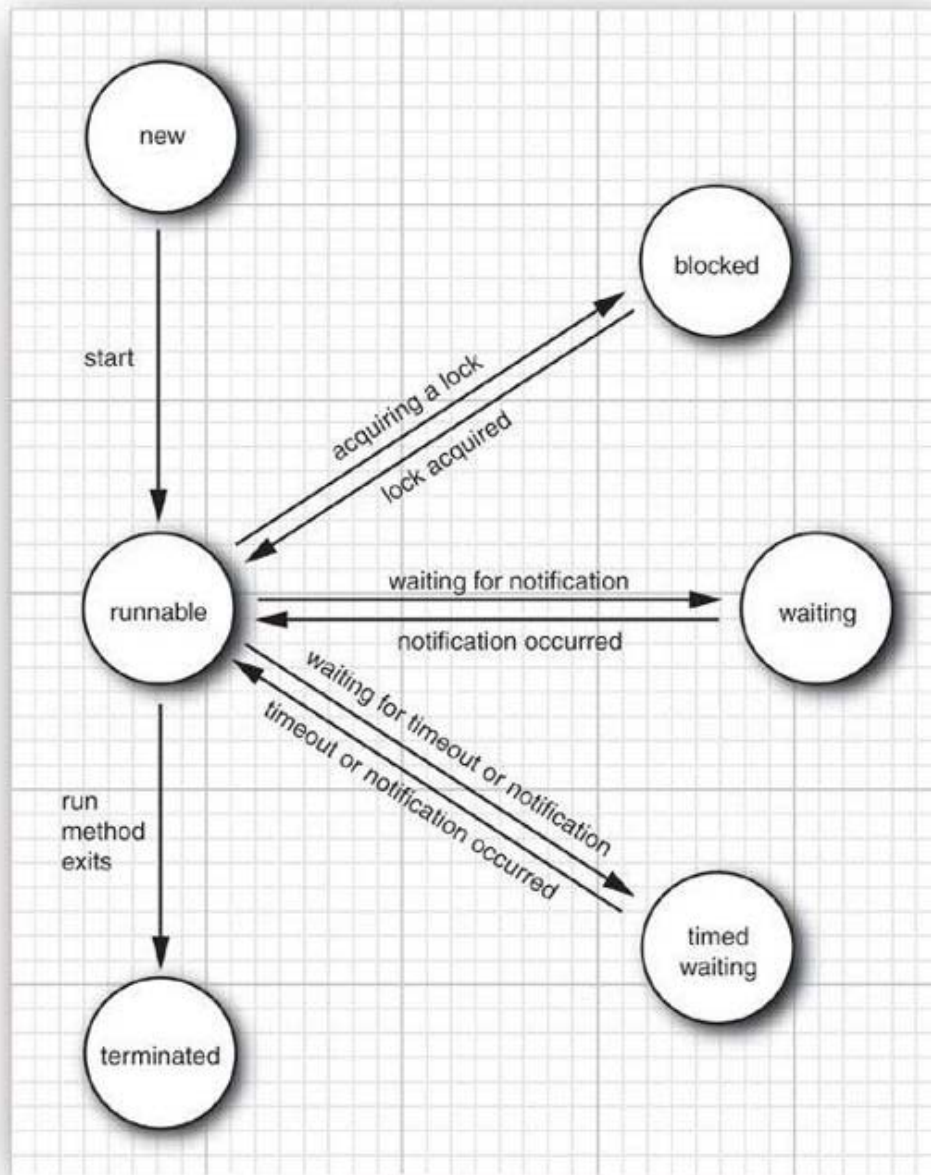 new
blocked
start
acquiring a lock
lock acquired
runnable
waiting for notification
notification occurred
waiting
waiting for timeout or notification
timeout or notification occurred
run
method
exits
timed
waiting
terminated